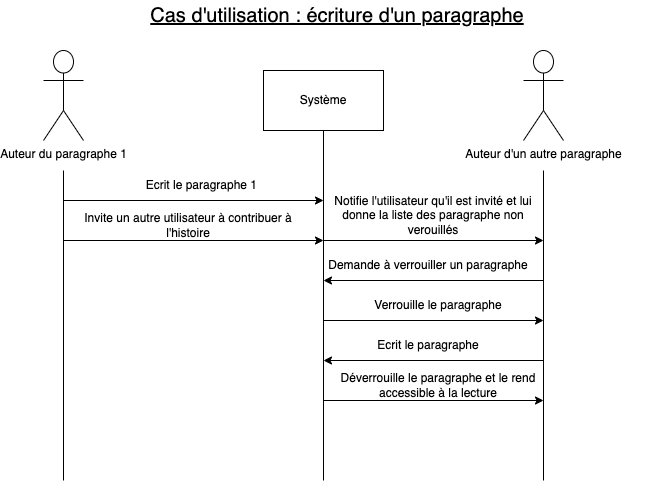 Cas d'utilisation : écriture d'un paragraphe
Système
Auteur du paragraphe 1
Auteur d'un autre paragraphe
Ecrit le paragraphe 1
Notifie l'utilisateur qu'il est invité et lui
donne la liste des paragraphe non
verouillés
Invite un autre utilisateur à contribuer à
l'histoire
Demande à verrouiller un paragraphe
Verrouille le paragraphe
Ecrit le paragraphe
Déverrouille le paragraphe et le rend
accessible à la lecture